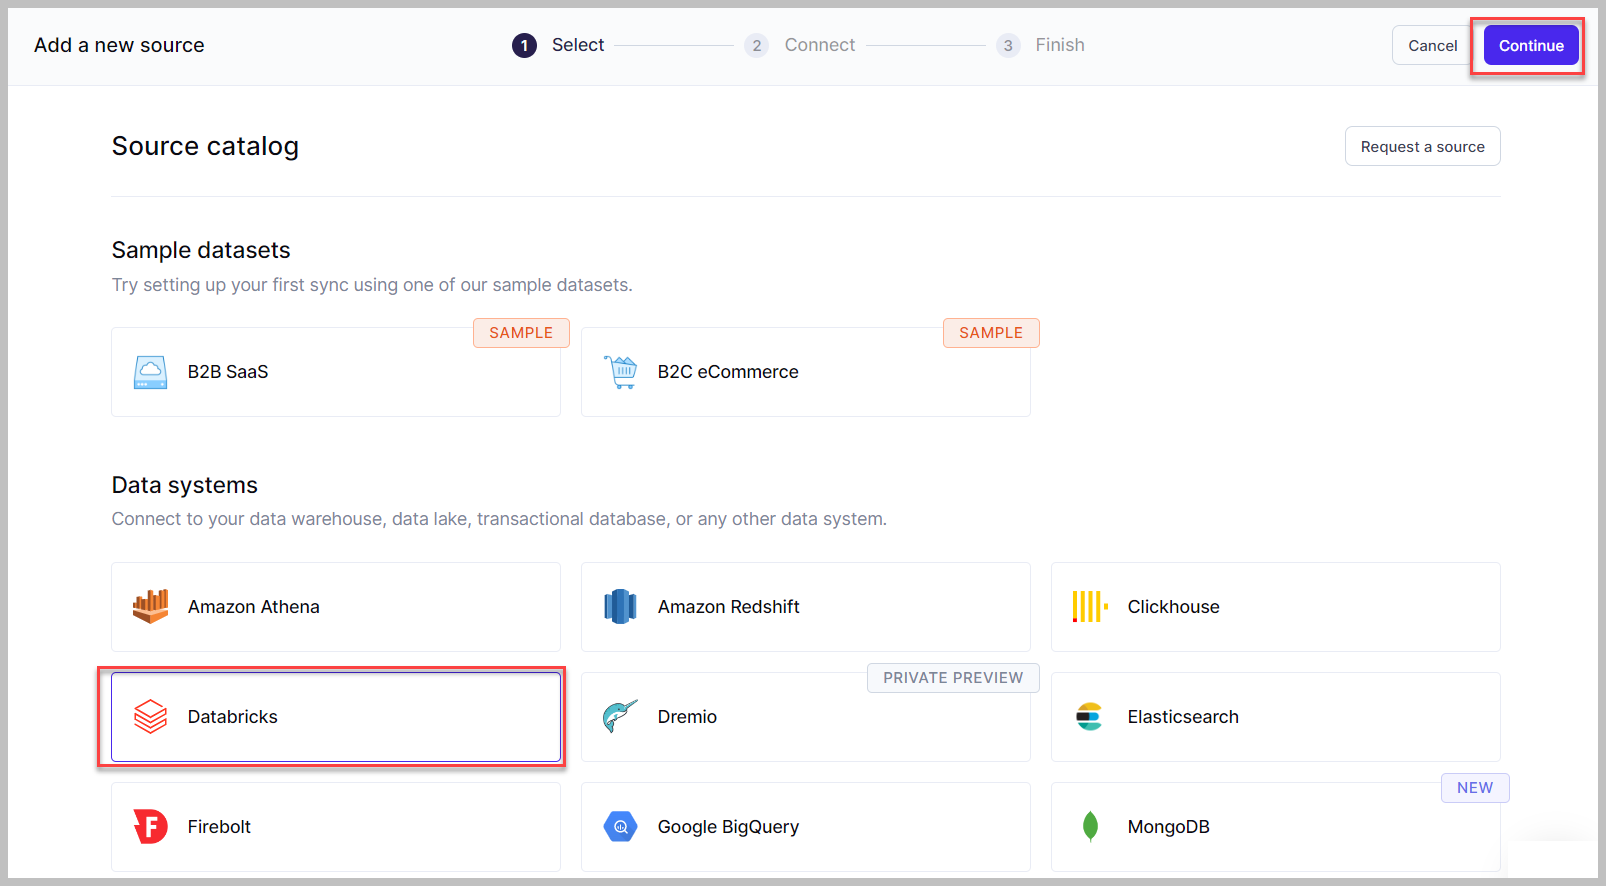 Add a new source
1 Select
2 Connect
3 Finish
Cancel
Continue
Source catalog
Request a source
Sample datasets
Try setting up your first sync using one of our sample datasets.
SAMPLE
B2B SaaS
SAMPLE
B2C eCommerce
Data systems
Connect to your data warehouse, data lake, transactional database, or any other data system.
Amazon Athena
Amazon Redshift
Clickhouse
Databricks
PRIVATE PREVIEW
Dremio
Elasticsearch
Firebolt
Google BigQuery
NEW
MongoDB